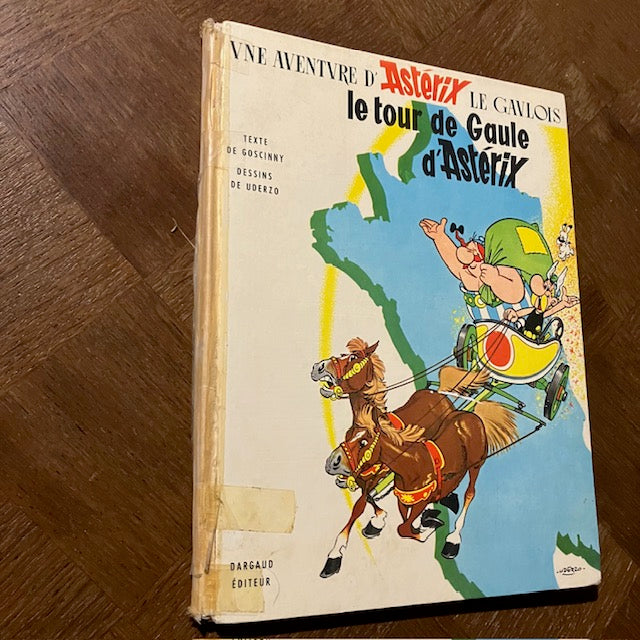 VNE AVENTVRE D'Astérix LE GAVLOIS
le tour de Gaule
d'Astérix
TEXTE
DE GOSCINNY
DESSINS
DE UDERZO
DARGAUD
ÉDITEUR
UDERZO